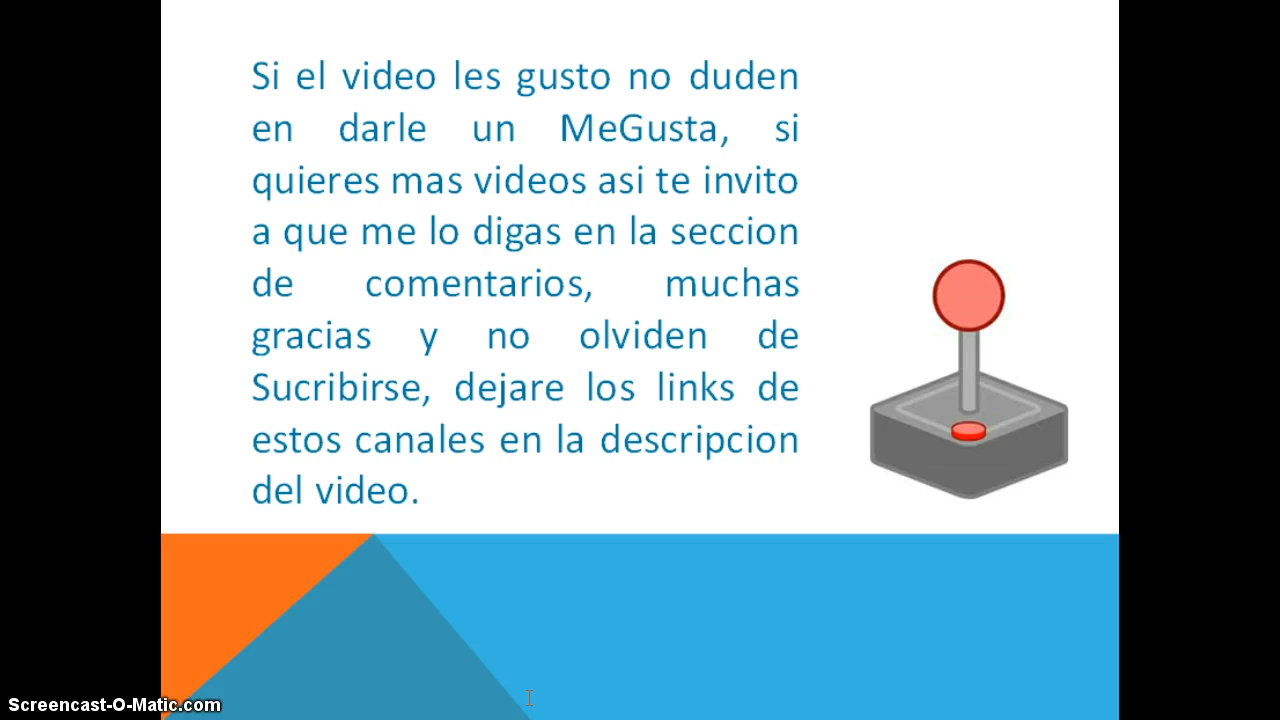 Si el video les gusto no duden
en darle un MeGusta, si
quieres mas videos asi te invito
a que me lo digas en la seccion
de comentarios, muchas
gracias y no olviden de
Sucribirse, dejare los links de
estos canales en la descripcion
del video.
Screencast-O-Matic.com